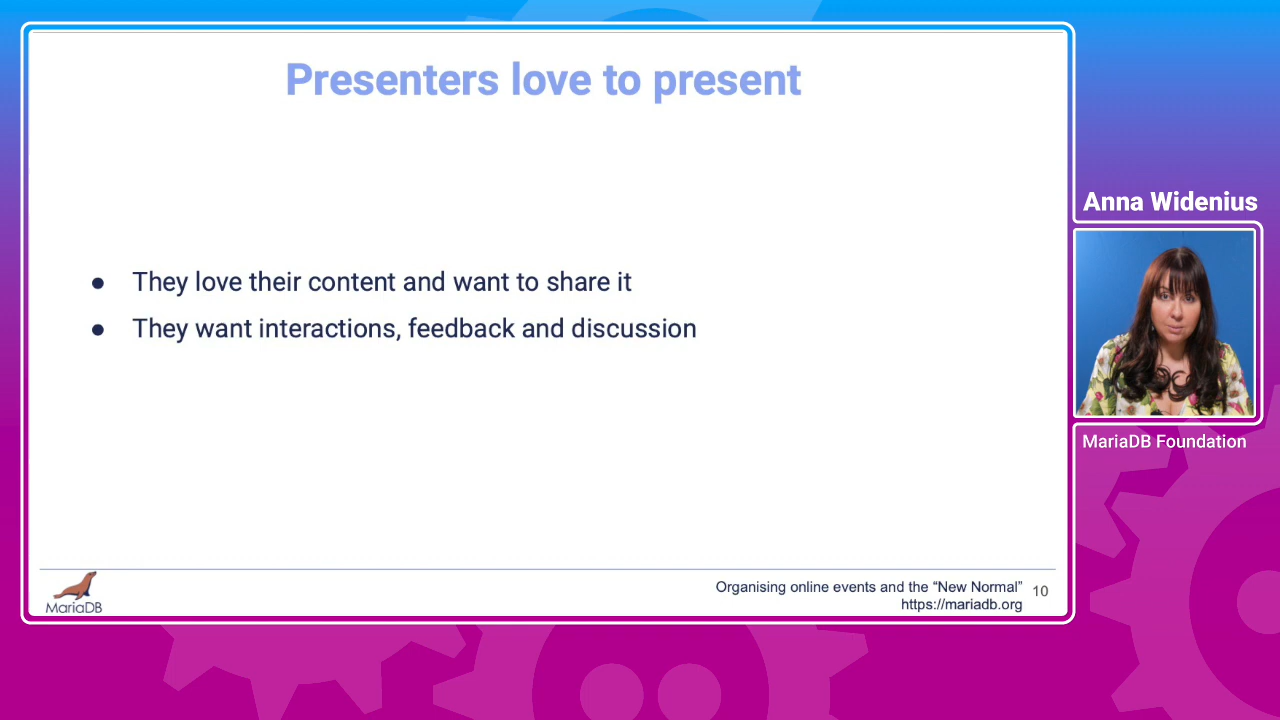 Presenters love to present
● They love their content and want to share it
● They want interactions, feedback and discussion
MariaDB
Organising online events and the “New Normal” 10
https://mariadb.org
Anna Widenius
MariaDB Foundation